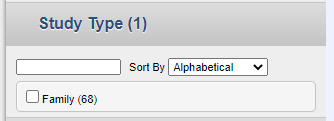 Study Type (1)
Sort By Alphabetical
Family (68)